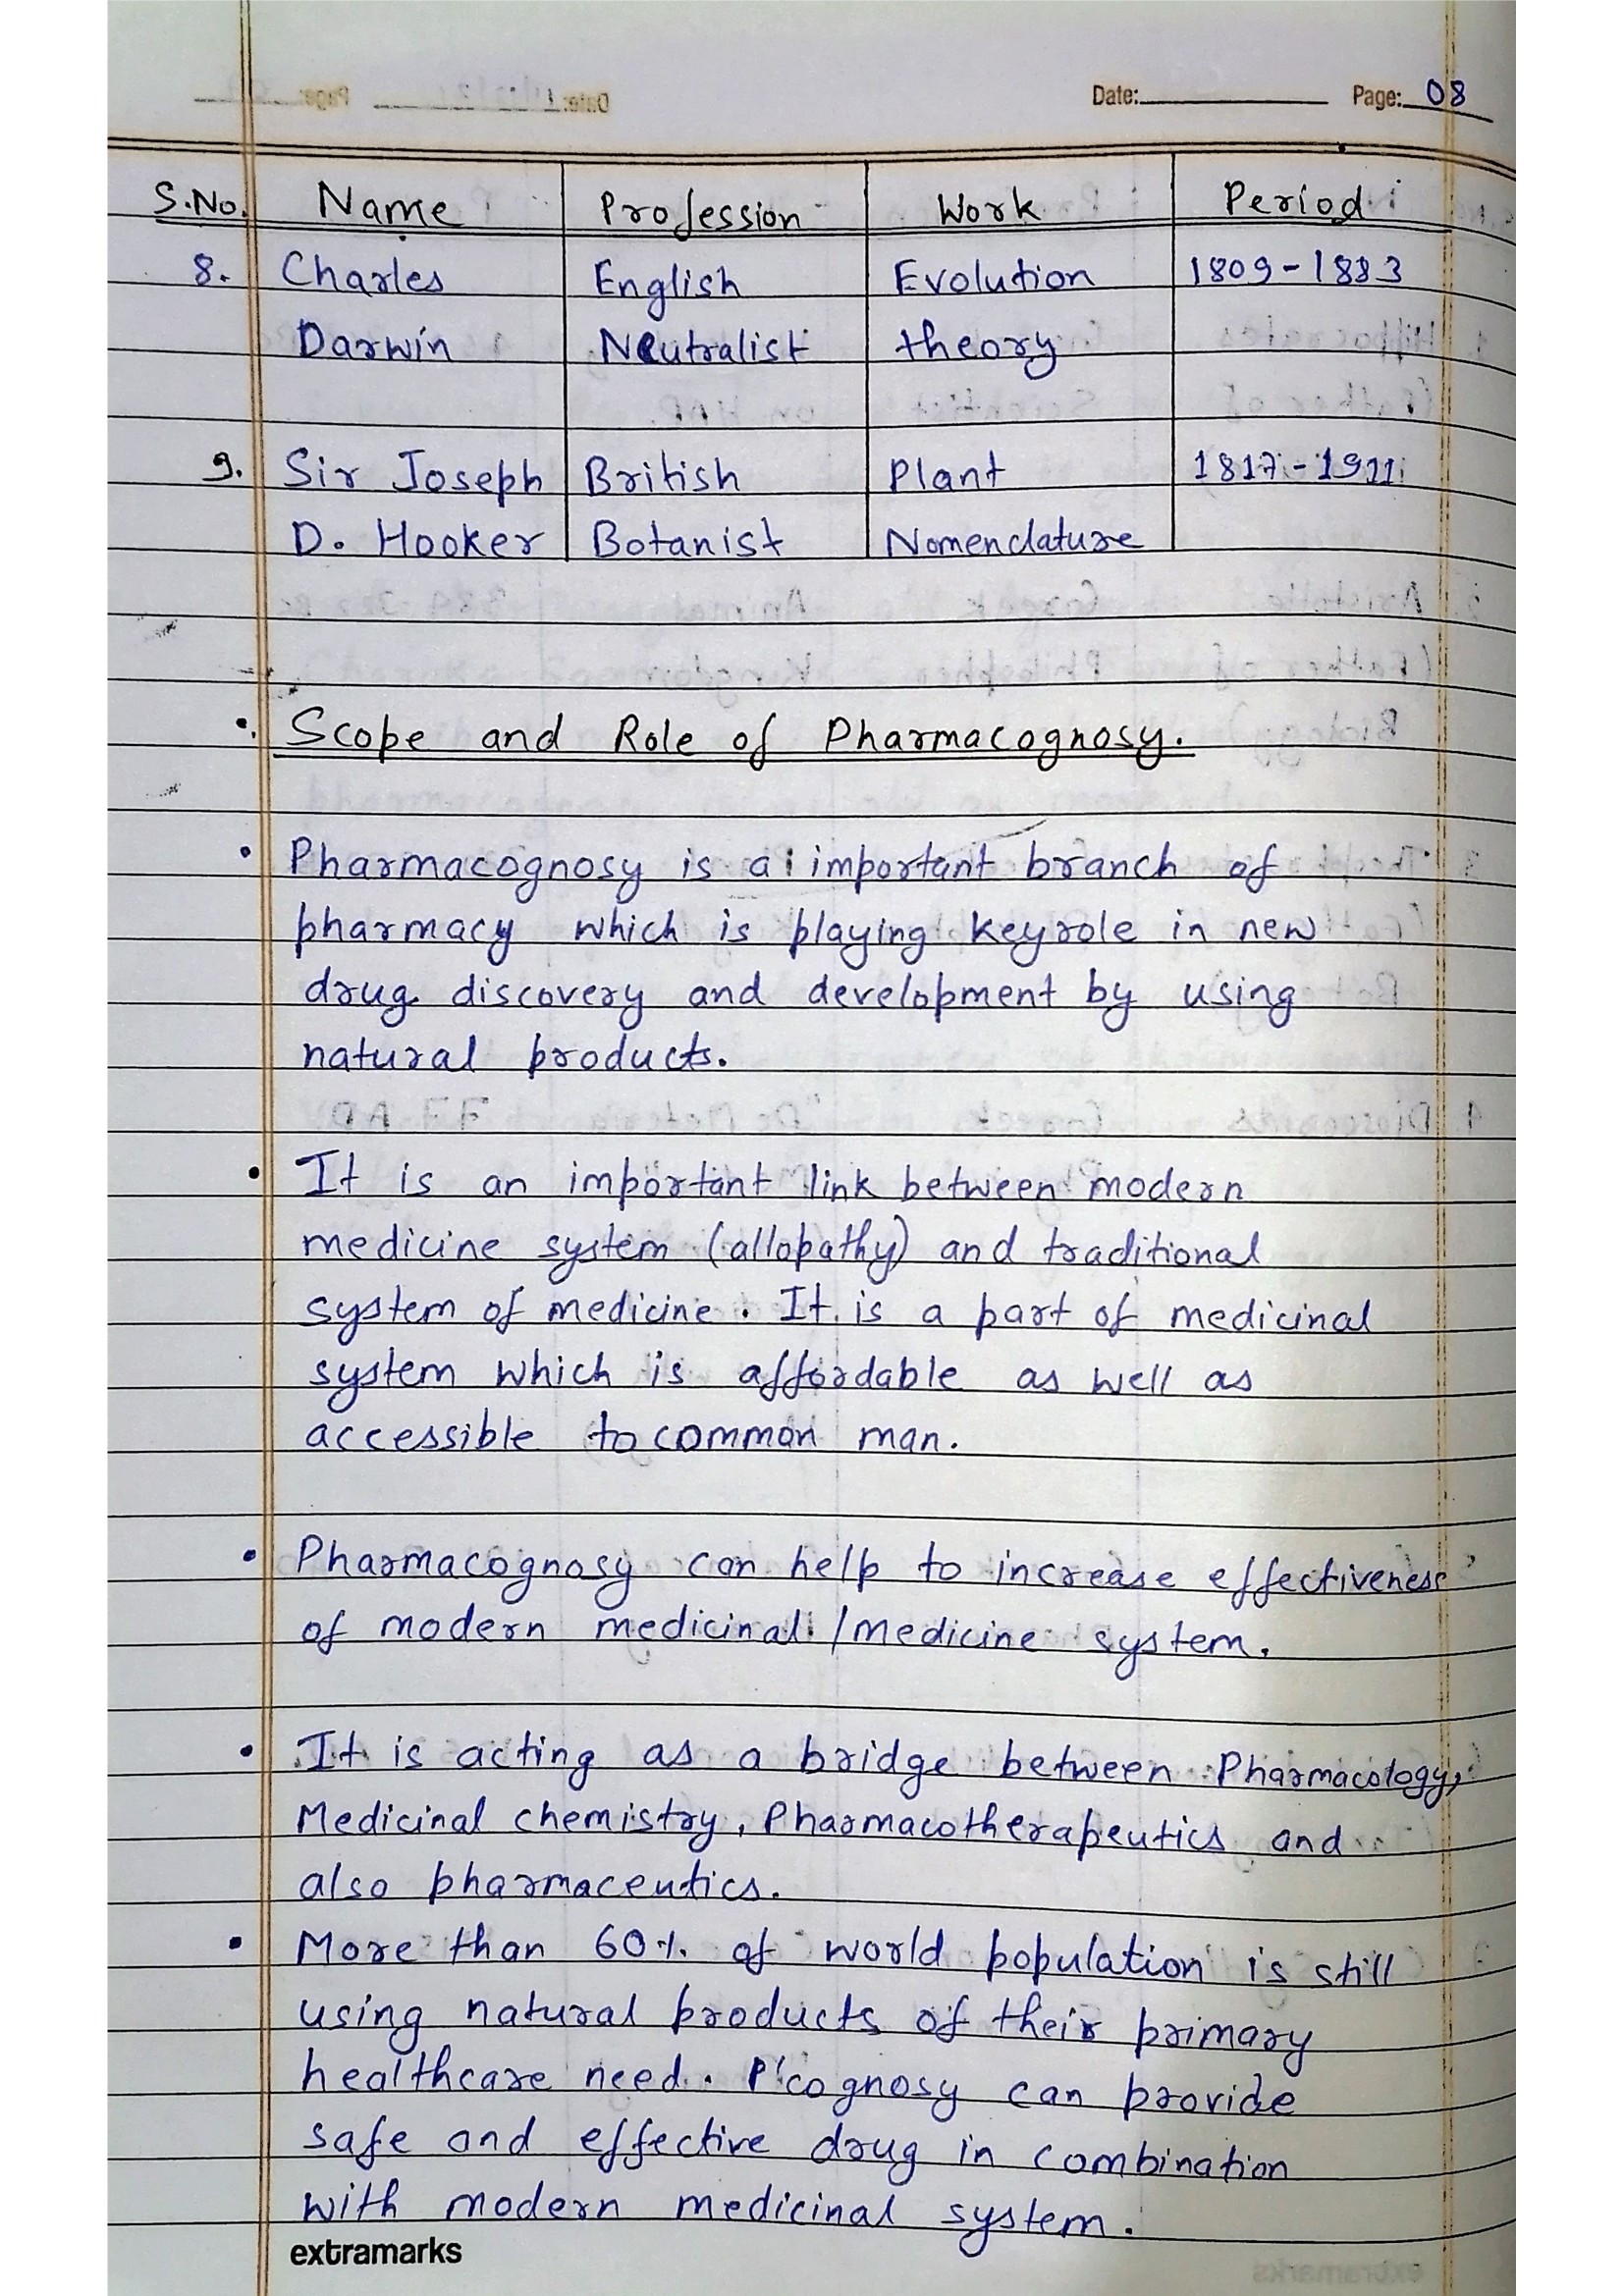 Date: Page: 08
S.No. Name Profession Work Period
8. Charles English Evolution 1809-1883
Darwin Neutralist theory
9. Sir Joseph British Plant 1817-1911
D. Hooker Botanist Nomenclature
Scope and Role of Pharmacognosy.
• Pharmacognosy is a important branch of
pharmacy which is playing key role in new
drug discovery and development by using
natural products.
• It is an important link between modern
medicine system (allopathy) and traditional
system of medicine. It is a part of medicinal
system which is affordable as well as
accessible to common man.
• Pharmacognosy can help to increase effectiveness
of modern medicinal / medicine system.
• It is acting as a bridge between Pharmacology,
Medicinal chemistry, Pharmacotherapeutics and
also pharmaceutics.
• More than 60% of world population is still
using natural products of their primary
healthcare need. P'cognosy can provide
safe and effective drug in combination
with modern medicinal system.
extramarks